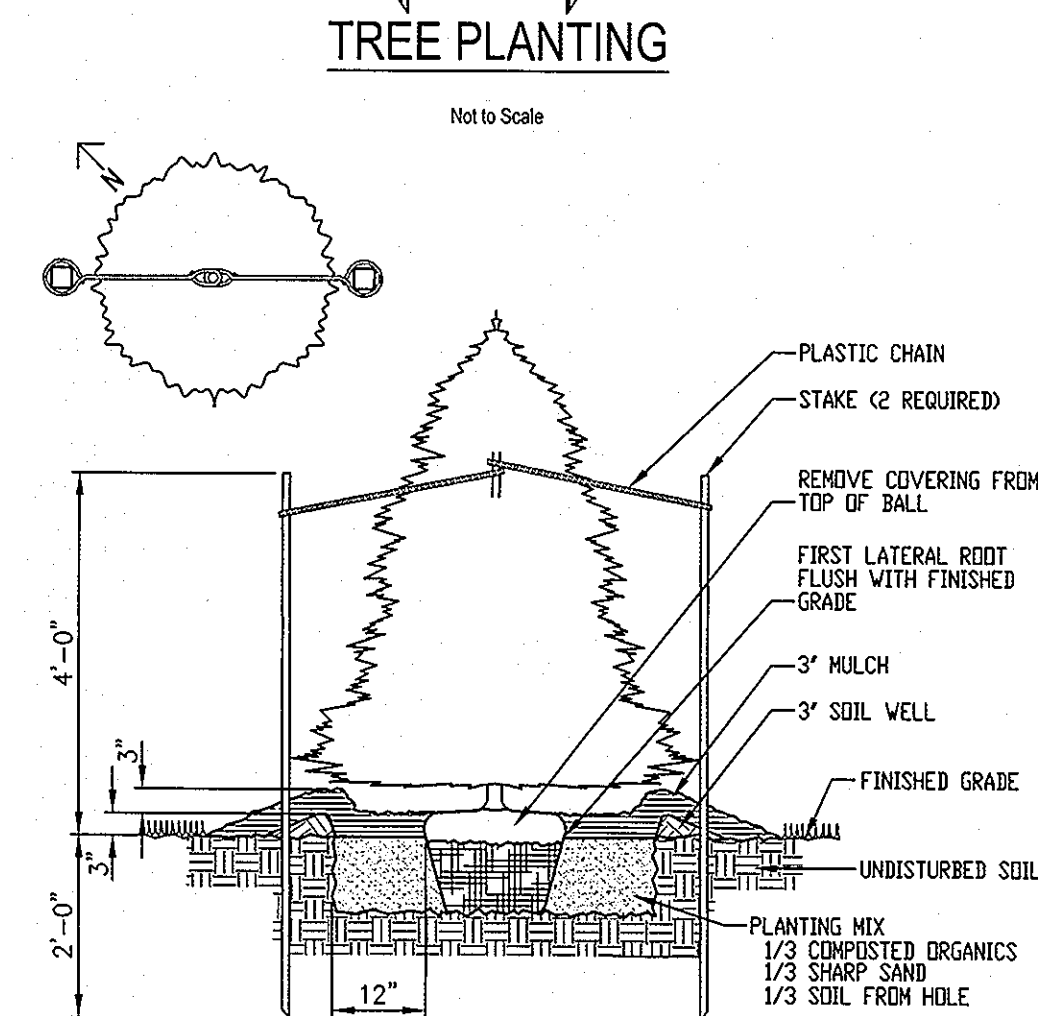 TREE PLANTING
Not to Scale
N
PLASTIC CHAIN
STAKE (2 REQUIRED)
REMOVE COVERING FROM
TOP OF BALL
FIRST LATERAL ROOT
FLUSH WITH FINISHED
GRADE
3" MULCH
3" SOIL WELL
FINISHED GRADE
UNDISTURBED SOIL
PLANTING MIX
1/3 COMPOSTED ORGANICS
1/3 SHARP SAND
1/3 SOIL FROM HOLE
4'-0"
3"
3"
2'-0"
12"